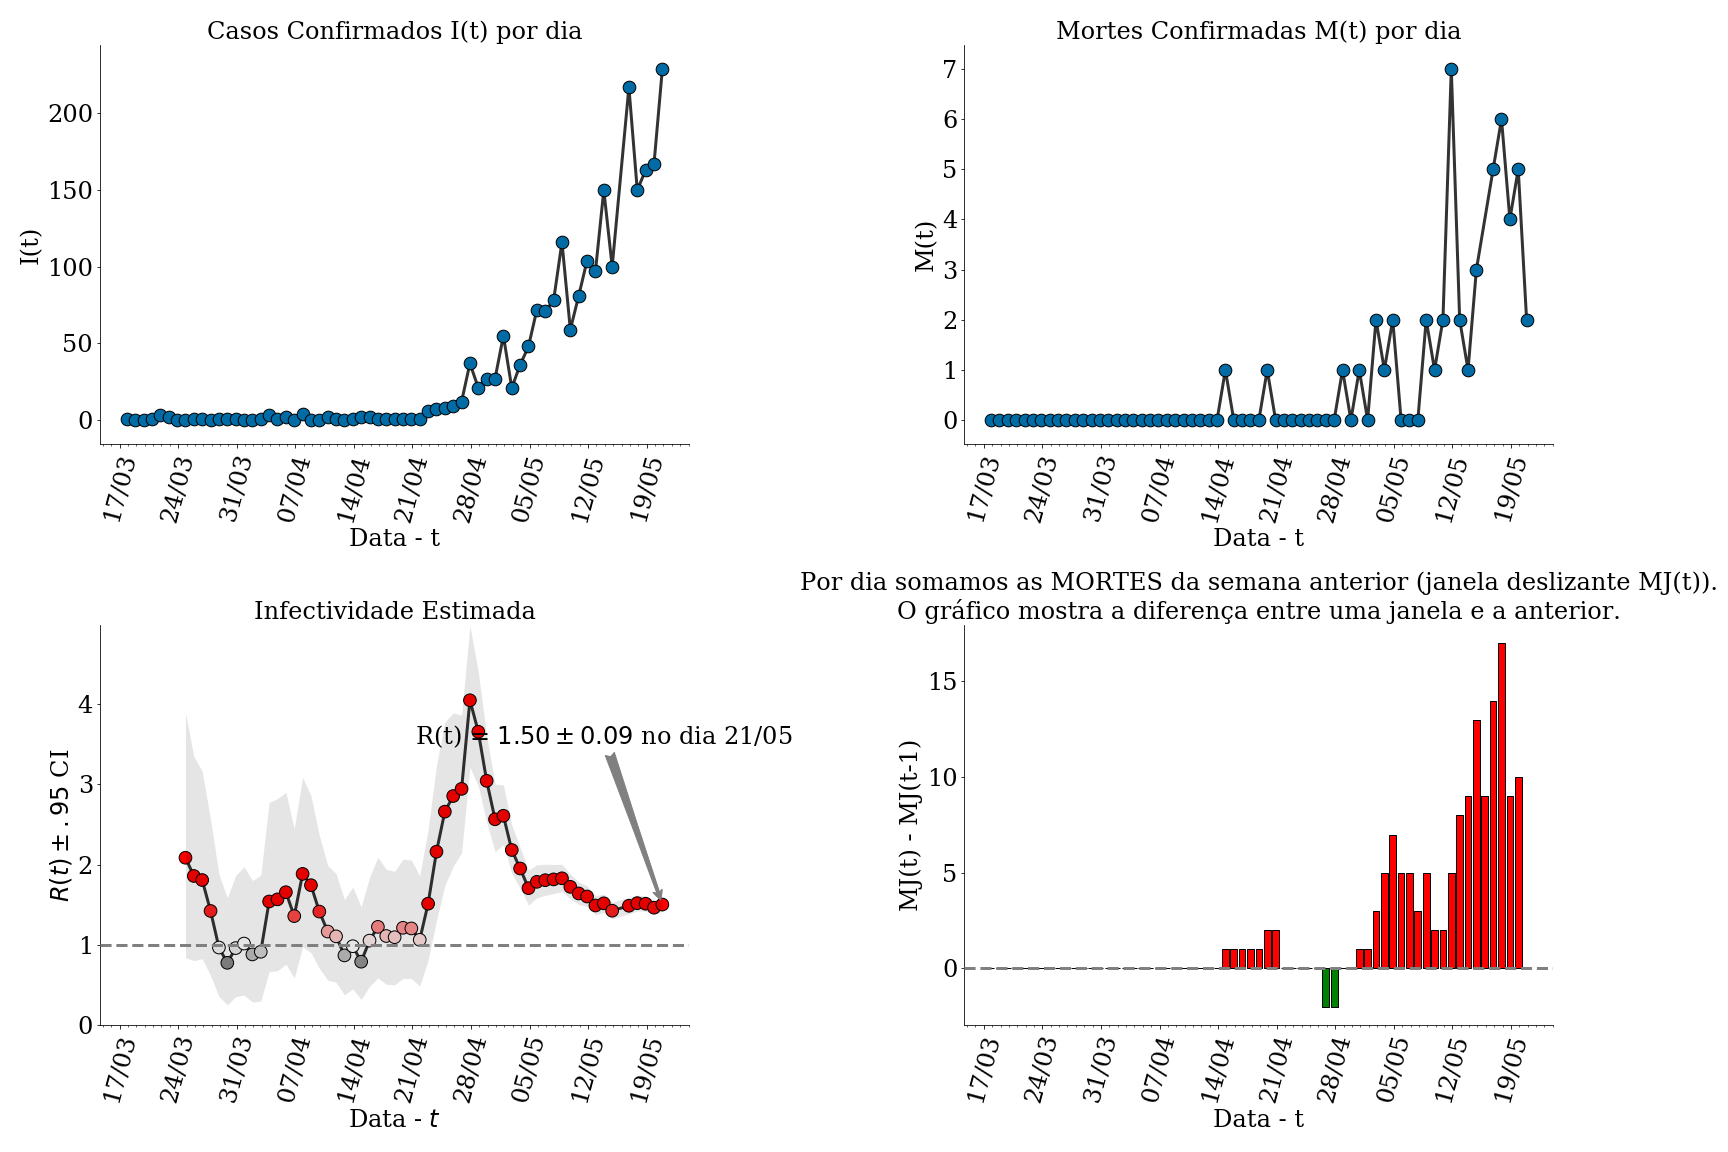 Casos Confirmados I(t) por dia
I(t)
200
150
100
50
0
17/03 24/03 31/03 07/04 14/04 21/04 28/04 05/05 12/05 19/05
Data - t
Mortes Confirmadas M(t) por dia
M(t)
7
6
5
4
3
2
1
0
17/03 24/03 31/03 07/04 14/04 21/04 28/04 05/05 12/05 19/05
Data - t
Infectividade Estimada
R(t) ± .95 CI
4
3
2
1
0
R(t) = 1.50 ± 0.09 no dia 21/05
17/03 24/03 31/03 07/04 14/04 21/04 28/04 05/05 12/05 19/05
Data - t
Por dia somamos as MORTES da semana anterior (janela deslizante MJ(t)).
O gráfico mostra a diferença entre uma janela e a anterior.
MJ(t) - MJ(t-1)
15
10
5
0
17/03 24/03 31/03 07/04 14/04 21/04 28/04 05/05 12/05 19/05
Data - t